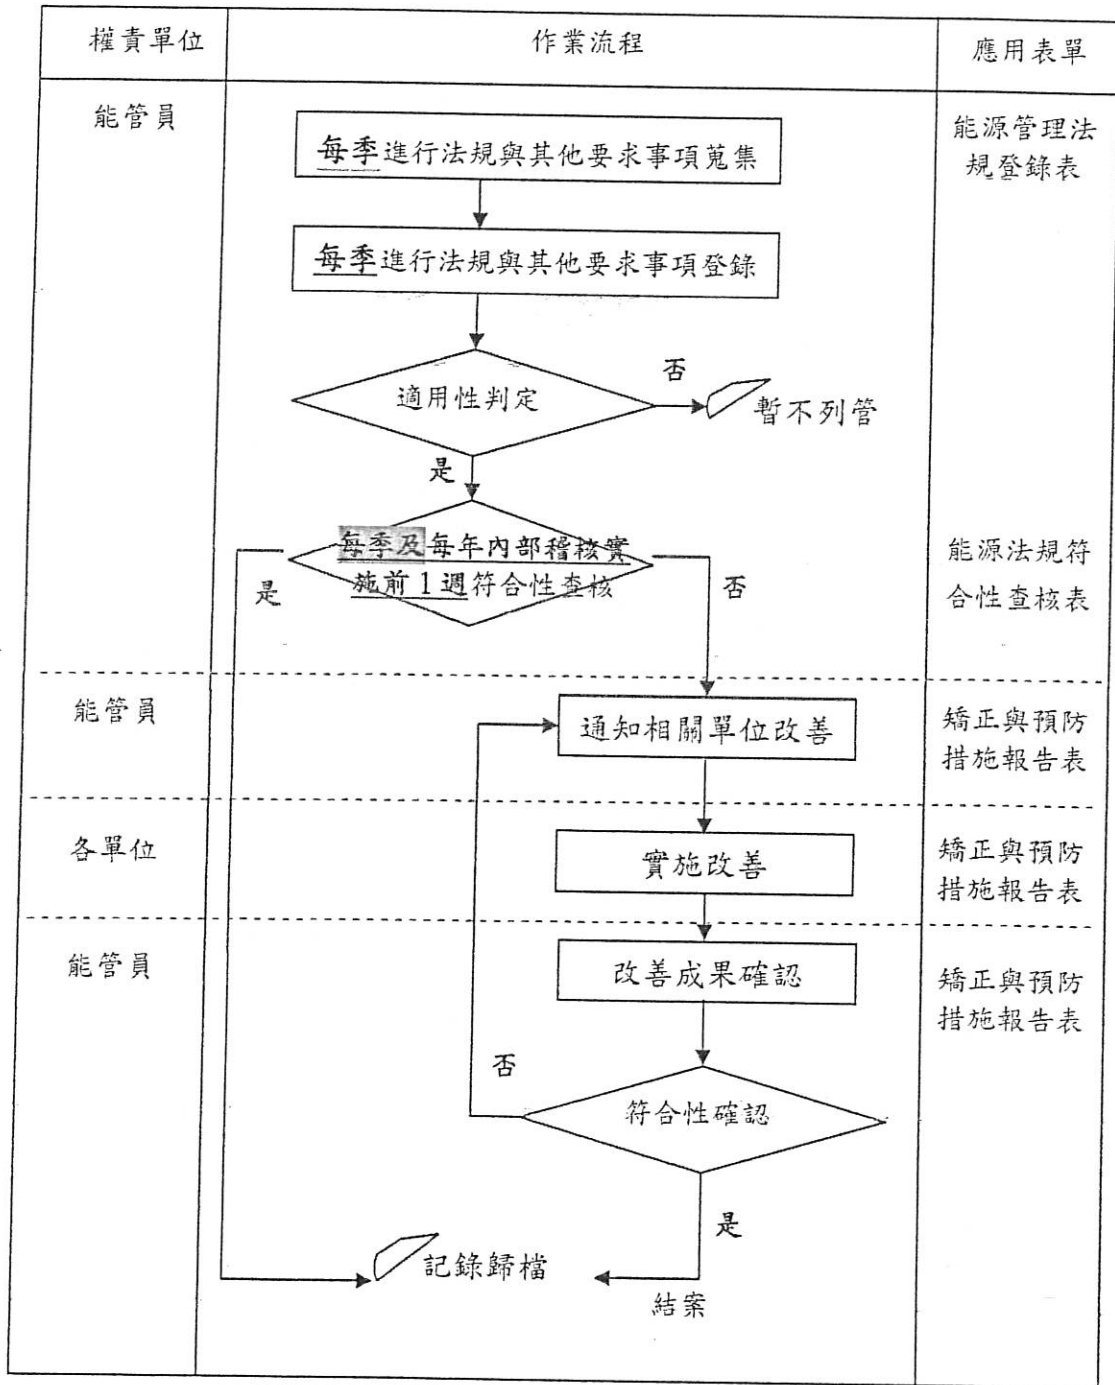 權責單位
作業流程
應用表單
能管員
每季進行法規與其他要求事項蒐集
能源管理法
規登錄表
每季進行法規與其他要求事項登錄
適用性判定
否
暫不列管
是
每季及每年內部稽核實
施前1週符合性查核
是
否
能源法規符
合性查核表
能管員
通知相關單位改善
矯正與預防
措施報告表
各單位
實施改善
矯正與預防
措施報告表
能管員
改善成果確認
矯正與預防
措施報告表
否
符合性確認
是
記錄歸檔
結案